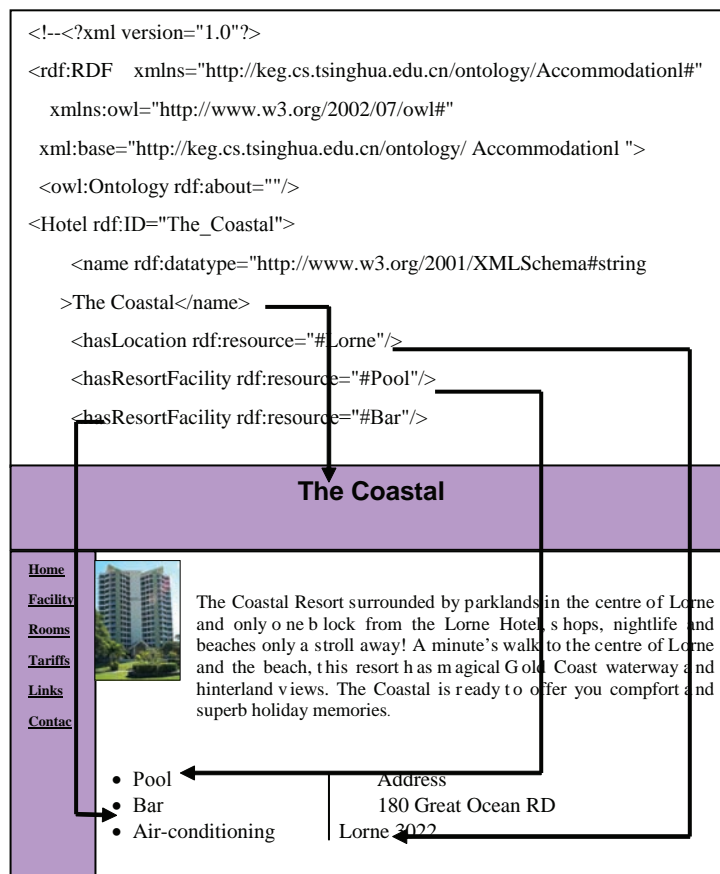 <!--<?xml version="1.0"?>
<rdf:RDF xmlns="http://keg.cs.tsinghua.edu.cn/ontology/Accommodationl#"
xmlns:owl="http://www.w3.org/2002/07/owl#"
xml:base="http://keg.cs.tsinghua.edu.cn/ontology/ Accommodationl ">
<owl:Ontology rdf:about=""/>
<Hotel rdf:ID="The_Coastal">
<name rdf:datatype="http://www.w3.org/2001/XMLSchema#string
>The Coastal</name>
<hasLocation rdf:resource="#Lorne"/>
<hasResortFacility rdf:resource="#Pool"/>
<hasResortFacility rdf:resource="#Bar"/>
The Coastal
Home
Facility
Rooms
Tariffs
Links
Contac
The Coastal Resort surrounded by parklands in the centre of Lorne
and only one block from the Lorne Hotel, shops, nightlife and
beaches only a stroll away! A minute's walk to the centre of Lorne
and the beach, this resort has magical Gold Coast waterway and
hinterland views. The Coastal is ready to offer you compfort and
superb holiday memories.
• Pool
• Bar
• Air-conditioning
Address
180 Great Ocean RD
Lorne 3022